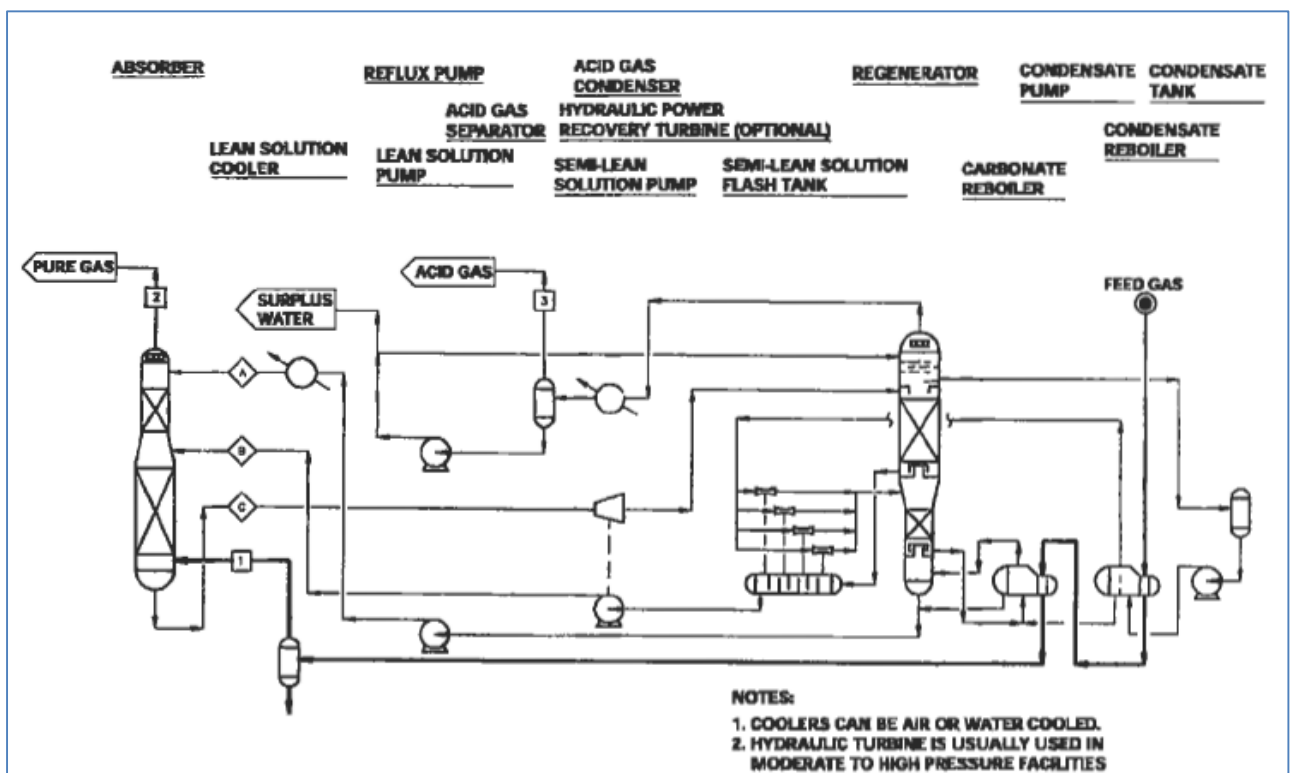 ABSORBER
REFLUX PUMP
ACID GAS
CONDENSER
REGENERATOR
CONDENSATE
PUMP
CONDENSATE
TANK
ACID GAS
SEPARATOR
HYDRAULIC POWER
RECOVERY TURBINE (OPTIONAL)
CONDENSATE
REBOILER
LEAN SOLUTION
COOLER
LEAN SOLUTION
PUMP
SEMI-LEAN
SOLUTION PUMP
SEMI-LEAN SOLUTION
FLASH TANK
CARBONATE
REBOILER
PURE GAS
ACID GAS
FEED GAS
2
SURPLUS
WATER
3
A
B
C
1
NOTES:
1. COOLERS CAN BE AIR OR WATER COOLED.
2. HYDRAULIC TURBINE IS USUALLY USED IN
MODERATE TO HIGH PRESSURE FACILITIES